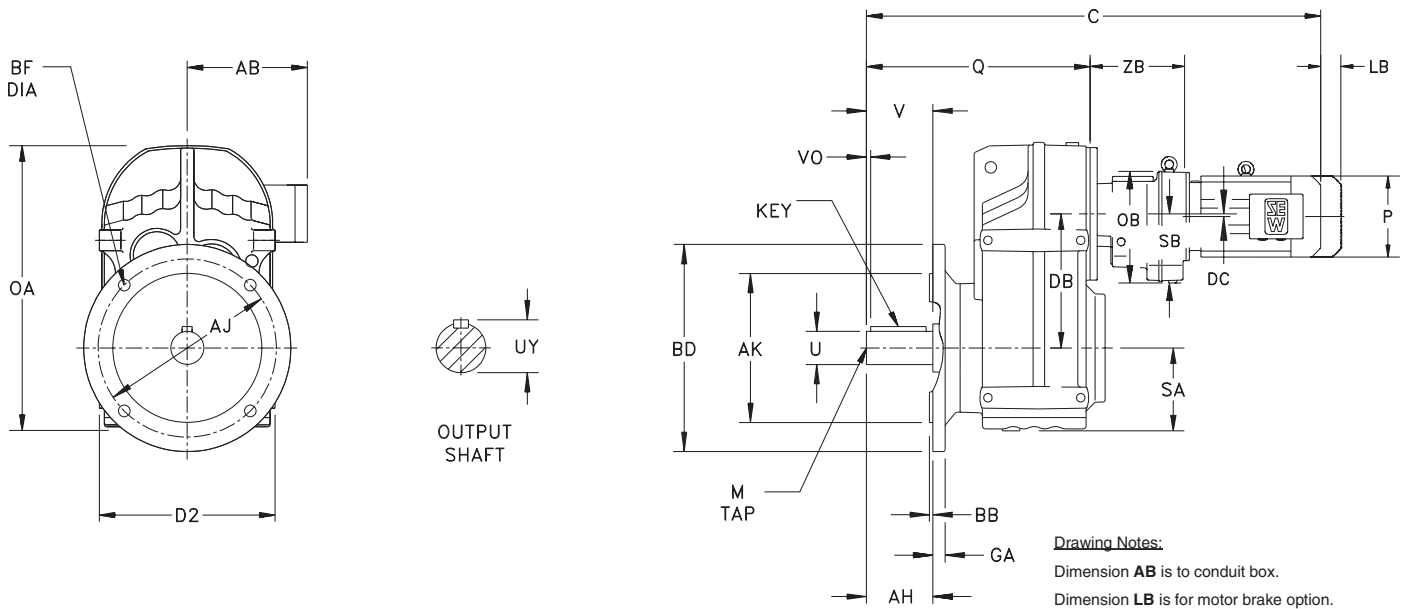 BF
DIA
AB
OA
AJ
D2
UY
OUTPUT
SHAFT
C
Q
ZB
LB
V
VO
KEY
OB
SB
P
DC
DB
BD
AK
U
SA
M
TAP
BB
GA
AH
SEW
Drawing Notes:
Dimension AB is to conduit box.
Dimension LB is for motor brake option.